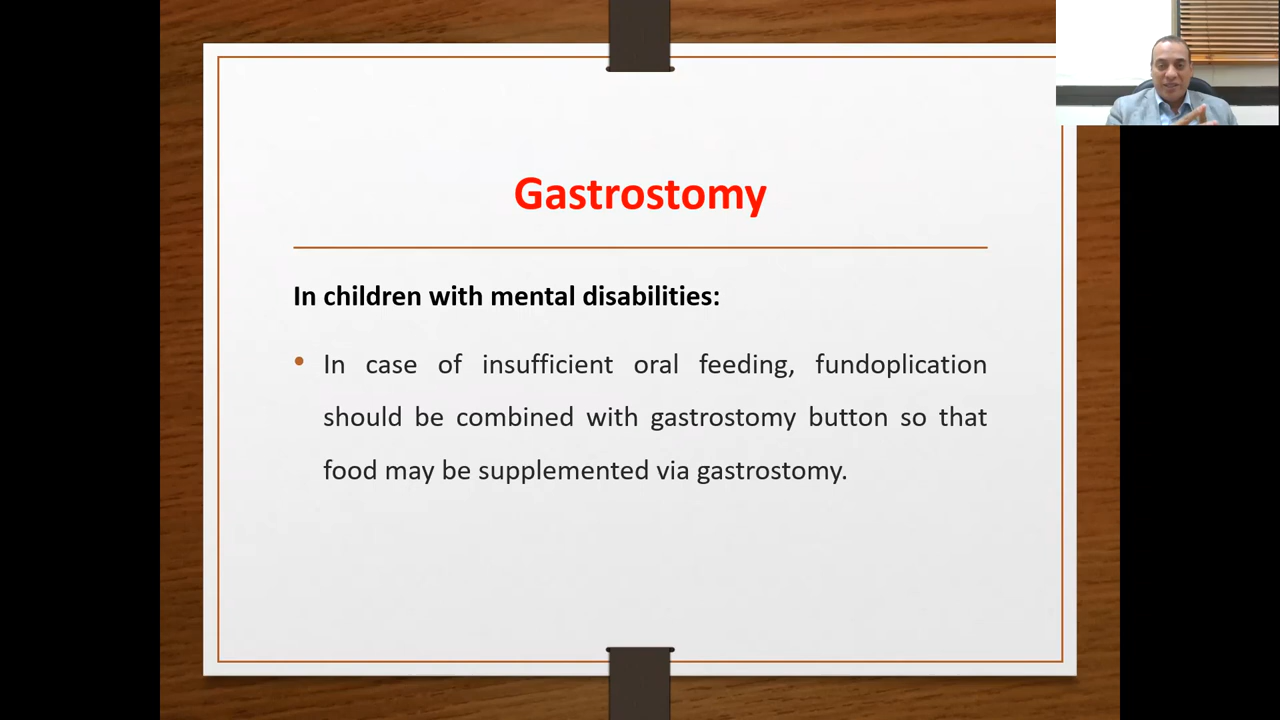 Gastrostomy
In children with mental disabilities:
• In case of insufficient oral feeding, fundoplication
should be combined with gastrostomy button so that
food may be supplemented via gastrostomy.